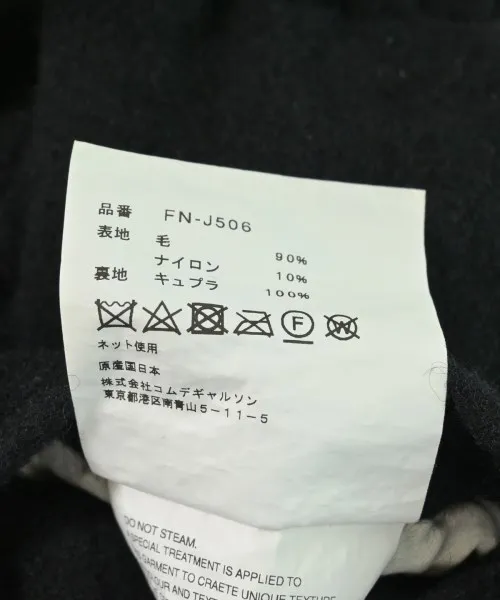 品番 FN-J506
表地 毛 90%
ナイロン 10%
裏地 キュプラ 100%
F W
ネット使用
原産国日本
株式会社コムデギャルソン
東京都港区南青山5-11-5
DO NOT STEAM.
SPECIAL TREATMENT IS APPLIED TO
GARMENT TO CRAETE UNIQUE TEXTURE